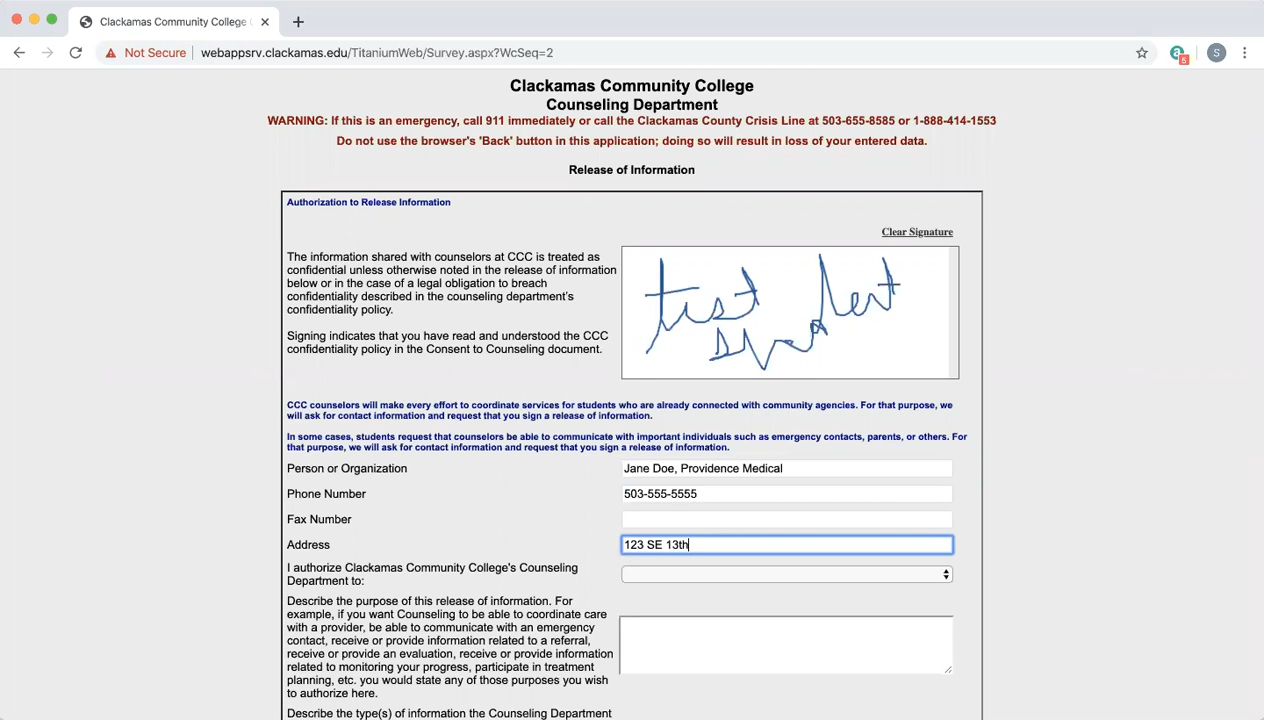 Clackamas Community College
Not Secure
webappsrv.clackamas.edu/TitaniumWeb/Survey.aspx?WcSeq=2
5
S
Clackamas Community College
Counseling Department
WARNING: If this is an emergency, call 911 immediately or call the Clackamas County Crisis Line at 503-655-8585 or 1-888-414-1553
Do not use the browser's 'Back' button in this application; doing so will result in loss of your entered data.
Release of Information
Authorization to Release Information
Clear Signature
The information shared with counselors at CCC is treated as
confidential unless otherwise noted in the release of information
below or in the case of a legal obligation to breach
confidentiality described in the counseling department's
confidentiality policy.
Signing indicates that you have read and understood the CCC
confidentiality policy in the Consent to Counseling document.
test
student
CCC counselors will make every effort to coordinate services for students who are already connected with community agencies. For that purpose, we
will ask for contact information and request that you sign a release of information.
In some cases, students request that counselors be able to communicate with important individuals such as emergency contacts, parents, or others. For
that purpose, we will ask for contact information and request that you sign a release of information.
Person or Organization Jane Doe, Providence Medical
Phone Number 503-555-5555
Fax Number
Address 123 SE 13th
I authorize Clackamas Community College's Counseling
Department to:
Describe the purpose of this release of information. For
example, if you want Counseling to be able to coordinate care
with a provider, be able to communicate with an emergency
contact, receive or provide information related to a referral,
receive or provide an evaluation, receive or provide information
related to monitoring your progress, participate in treatment
planning, etc. you would state any of those purposes you wish
to authorize here.
Describe the type(s) of information the Counseling Department